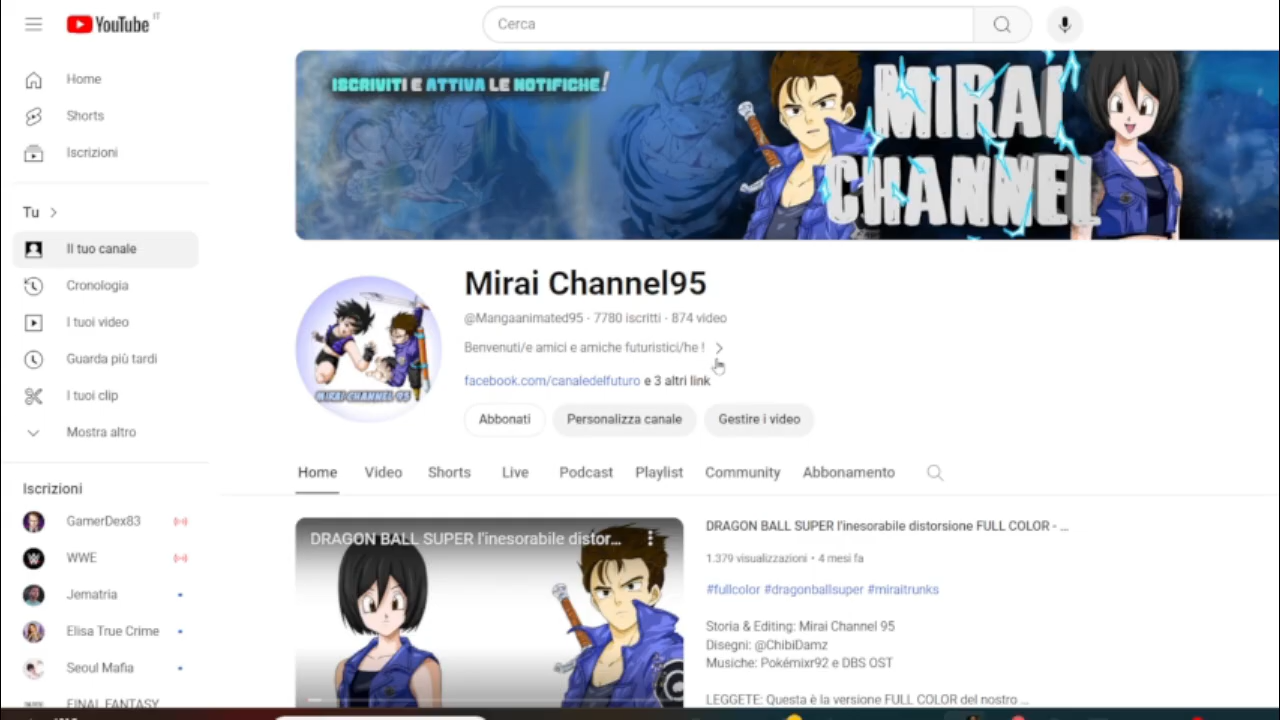 YouTube IT
Cerca
Home
Shorts
Iscrizioni
Tu
Il tuo canale
Cronologia
I tuoi video
Guarda più tardi
I tuoi clip
Mostra altro
Iscrizioni
GamerDex83
WWE
Jematria
Elisa True Crime
Seoul Mafia
FINAL FANTASY
ISCRIVITI E ATTIVA LE NOTIFICHE!
MIRAI
CHANNEL
MIRAI CHANNEL 95
Mirai Channel95
@Mangaanimated95 · 7780 iscritti · 874 video
Benvenuti/e amici e amiche futuristici/he !
facebook.com/canaledelfuturo e 3 altri link
Abbonati Personalizza canale Gestire i video
Home Video Shorts Live Podcast Playlist Community Abbonamento
DRAGON BALL SUPER l'inesorabile distor...
DRAGON BALL SUPER l'inesorabile distorsione FULL COLOR - ...
1.379 visualizzazioni • 4 mesi fa
#fullcolor #dragonballsuper #miraitrunks
Storia & Editing: Mirai Channel 95
Disegni: @ChibiDamz
Musiche: Pokémixr92 e DBS OST
LEGGETE: Questa è la versione FULL COLOR del nostro ...